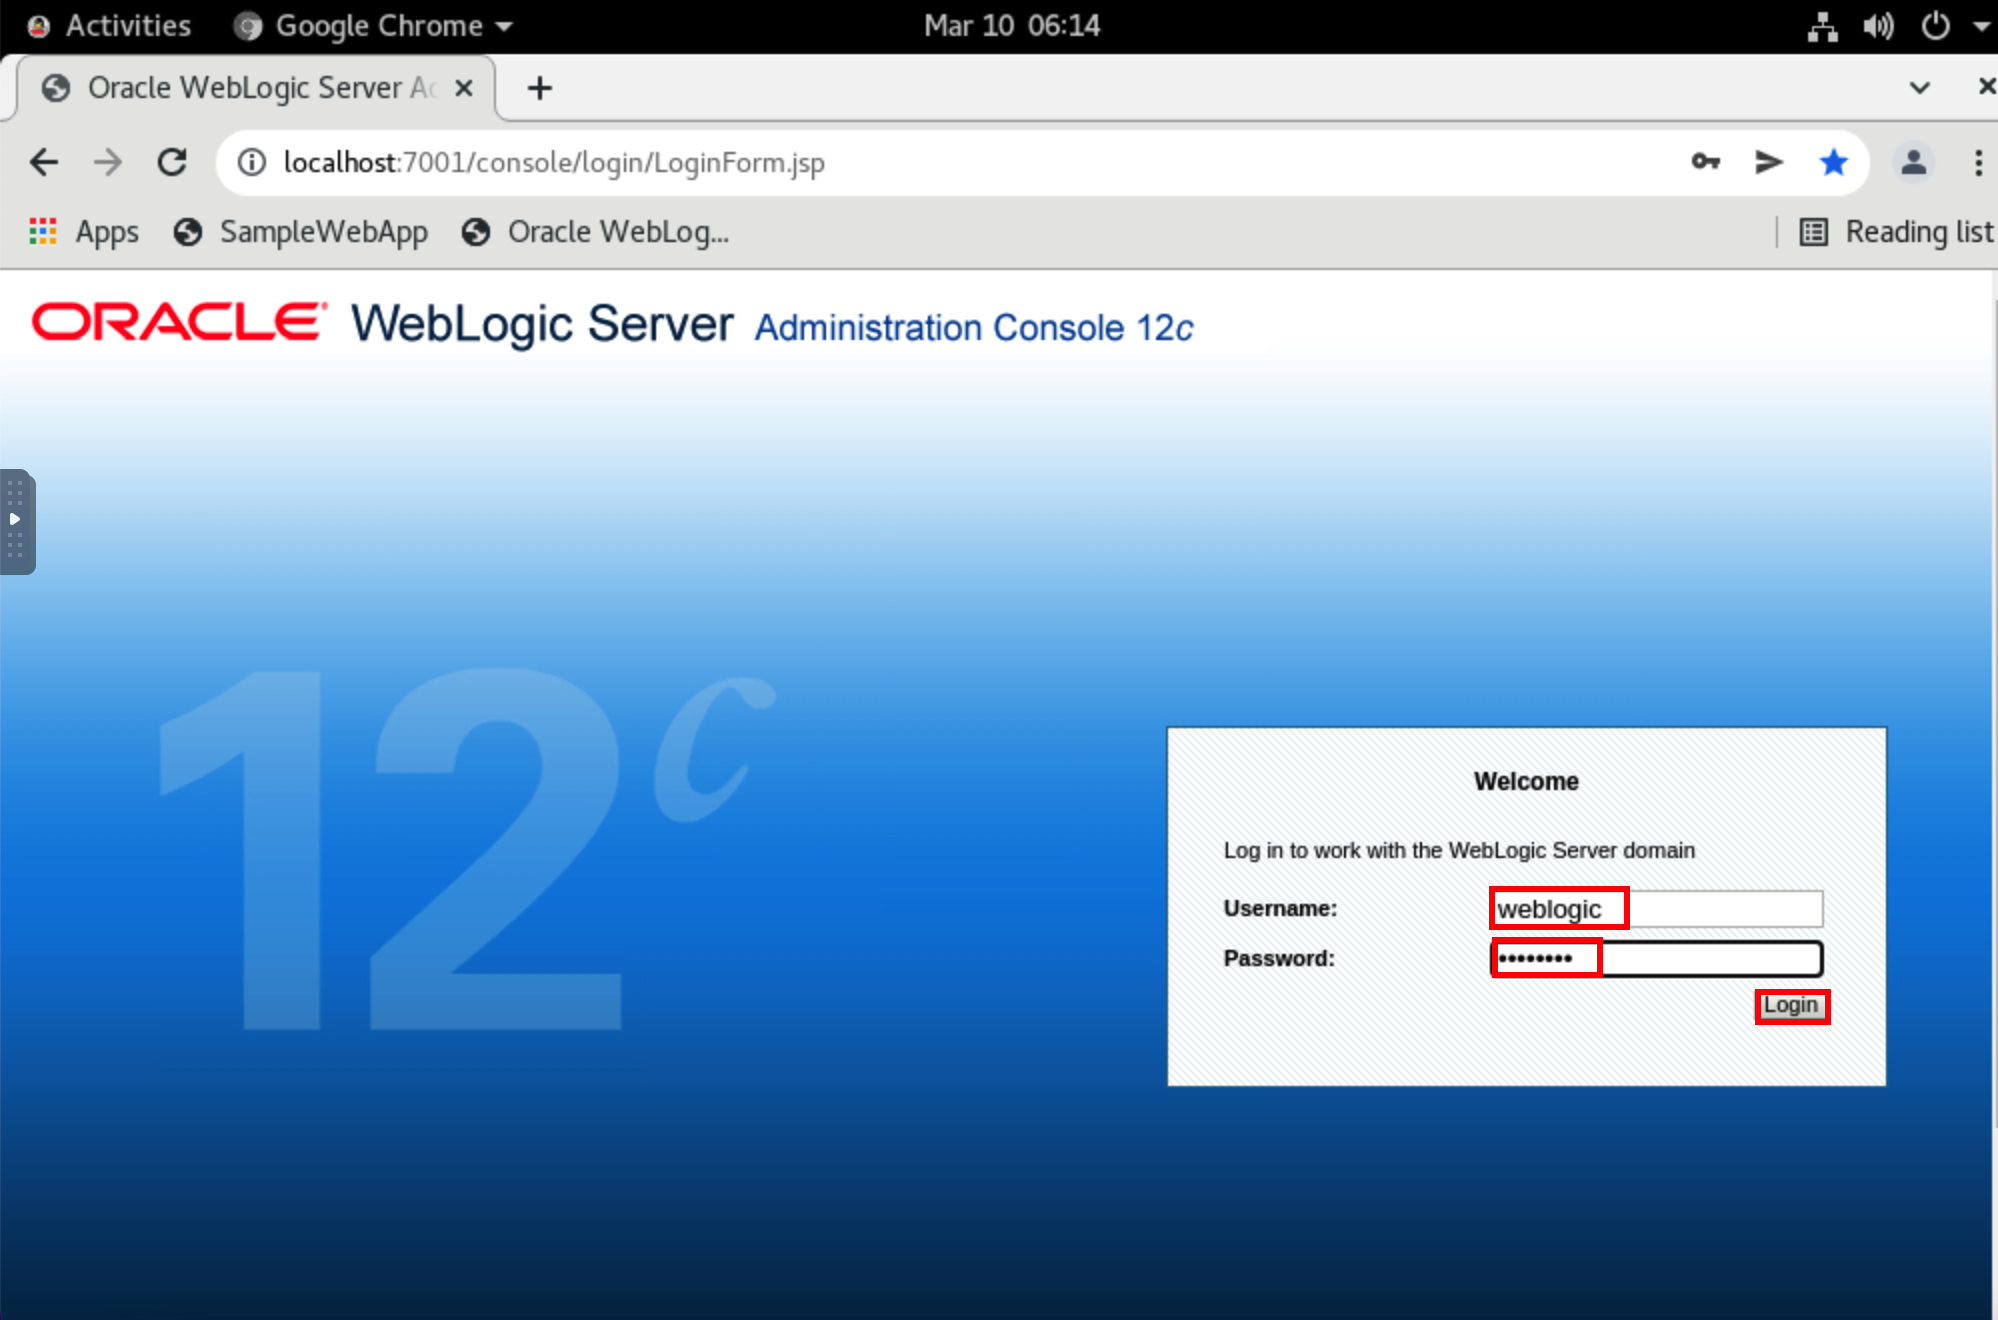 Activities Google Chrome Mar 10 06:14
Oracle WebLogic Server Ac
localhost:7001/console/login/LoginForm.jsp
Apps SampleWebApp Oracle WebLog... Reading list
ORACLE WebLogic Server Administration Console 12c
12c
Welcome
Log in to work with the WebLogic Server domain
Username: weblogic
Password: ••••••••
Login